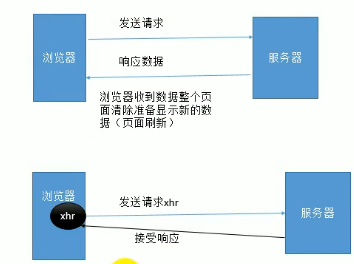 发送请求
浏览器
服务器
响应数据
浏览器收到数据整个页
面清除准备显示新的数
据（页面刷新）
浏览器
发送请求xhr
xhr
服务器
接受响应